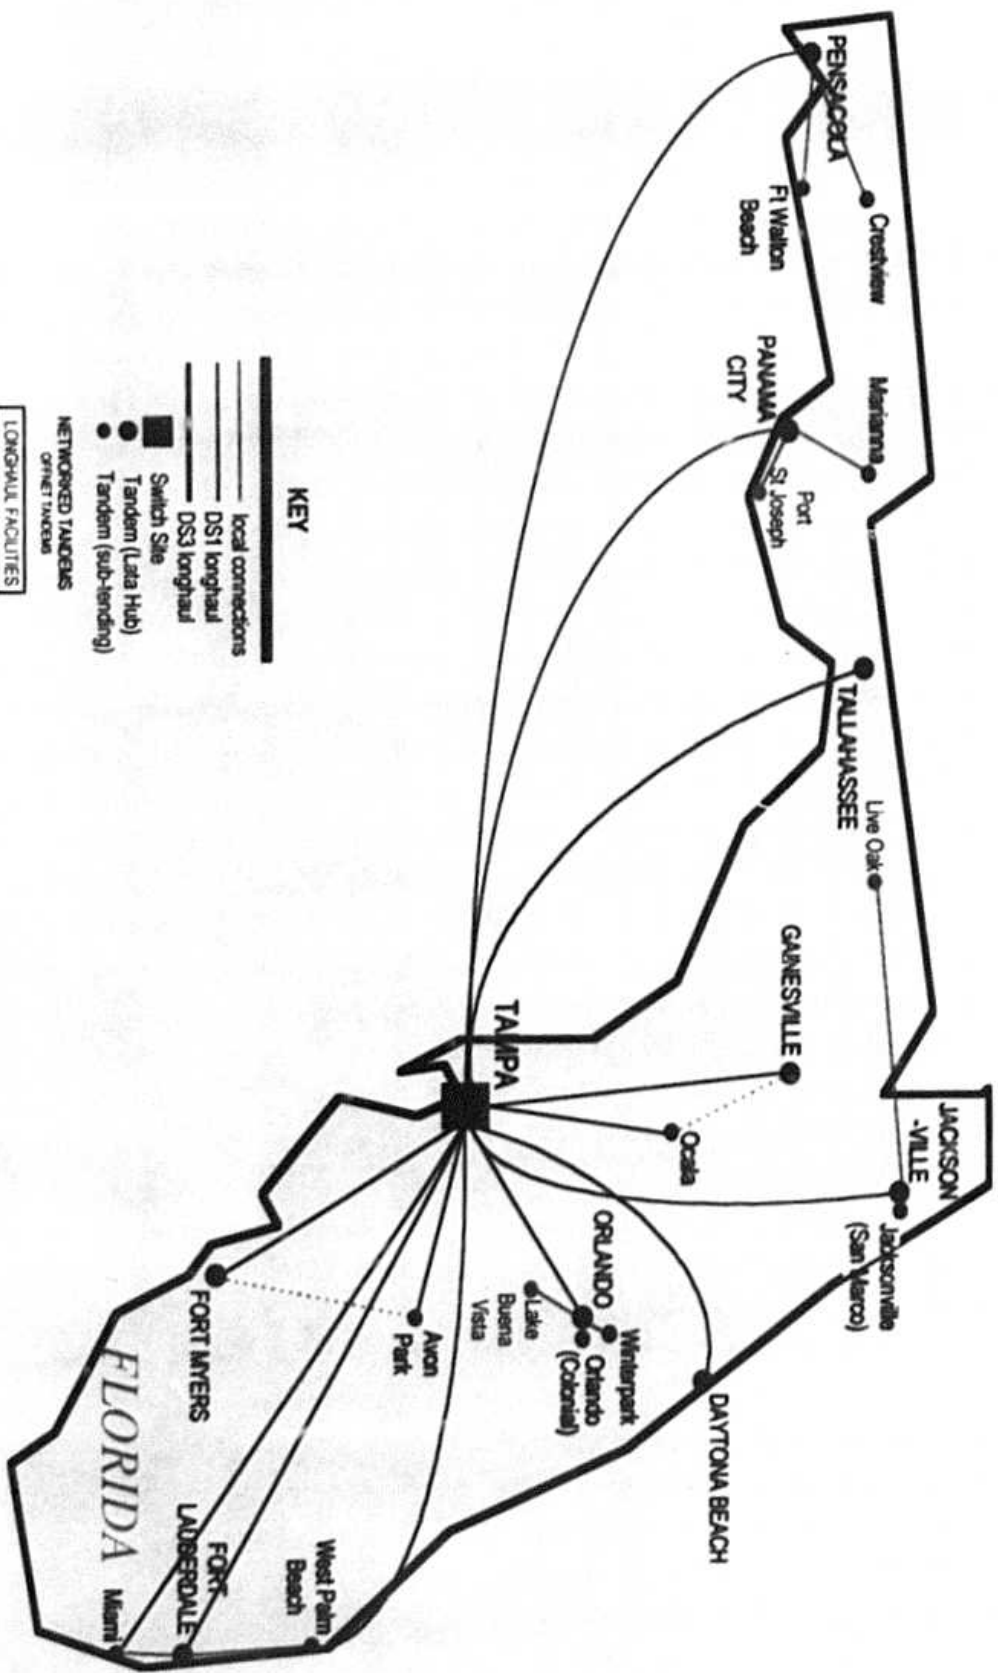 PENSACOLA
Crestview
Ft Walton
Beach
Marianna
PANAMA
CITY
Port
St Joseph
TALLAHASSEE
Live Oak
JACKSON
-VILLE
Jacksonville
(San Marco)
GAINESVILLE
Ocala
TAMPA
DAYTONA BEACH
ORLANDO
Winterpark
Orlando
(Colonial)
Lake
Buena
Vista
Avon
Park
FORT MYERS
West Palm
Beach
FORT
LAUDERDALE
Miami
FLORIDA
KEY
local connections
DS1 longhaul
DS3 longhaul
Switch Site
Tandem (Lata Hub)
Tandem (sub-tending)
NETWORKED TANDEMS
OFFNET TANDEMS
LONGHAUL FACILITIES